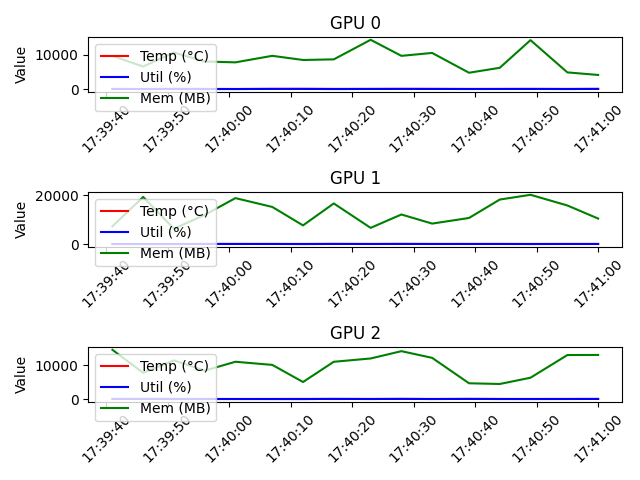 GPU 0
Value
10000
0
Temp (°C)
Util (%)
Mem (MB)
17:39:40
17:39:50
17:40:00
17:40:10
17:40:20
17:40:30
17:40:40
17:40:50
17:41:00
GPU 1
Value
20000
0
Temp (°C)
Util (%)
Mem (MB)
17:39:40
17:39:50
17:40:00
17:40:10
17:40:20
17:40:30
17:40:40
17:40:50
17:41:00
GPU 2
Value
10000
0
Temp (°C)
Util (%)
Mem (MB)
17:39:40
17:39:50
17:40:00
17:40:10
17:40:20
17:40:30
17:40:40
17:40:50
17:41:00